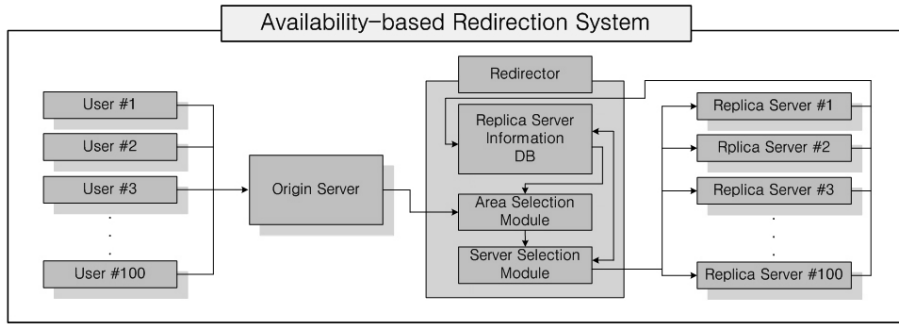 Availability-based Redirection System
User #1
User #2
User #3
User #100
Origin Server
Redirector
Replica Server
Information
DB
Area Selection
Module
Server Selection
Module
Replica Server #1
Rplica Server #2
Replica Server #3
Replica Server #100